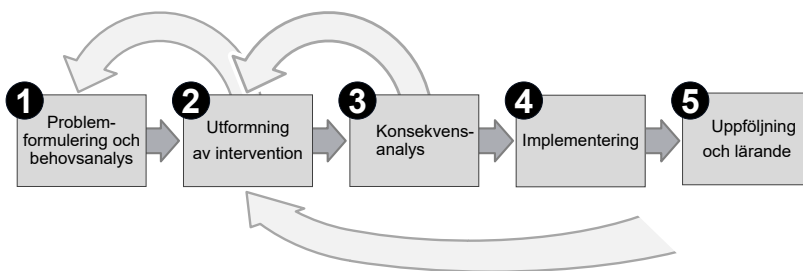 1
Problem-
formulering och
behovsanalys
2
Utformning
av intervention
3
Konsekvens-
analys
4
Implementering
5
Uppföljning
och lärande